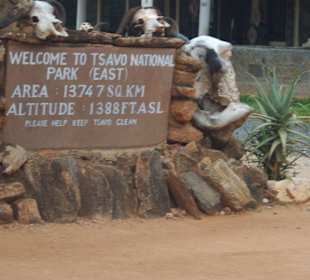 WELCOME TO TSAVO NATIONAL
PARK (EAST)
AREA : 13747 SQ. KM
ALTITUDE : 1388FT.ASL
PLEASE HELP KEEP TSAVO CLEAN